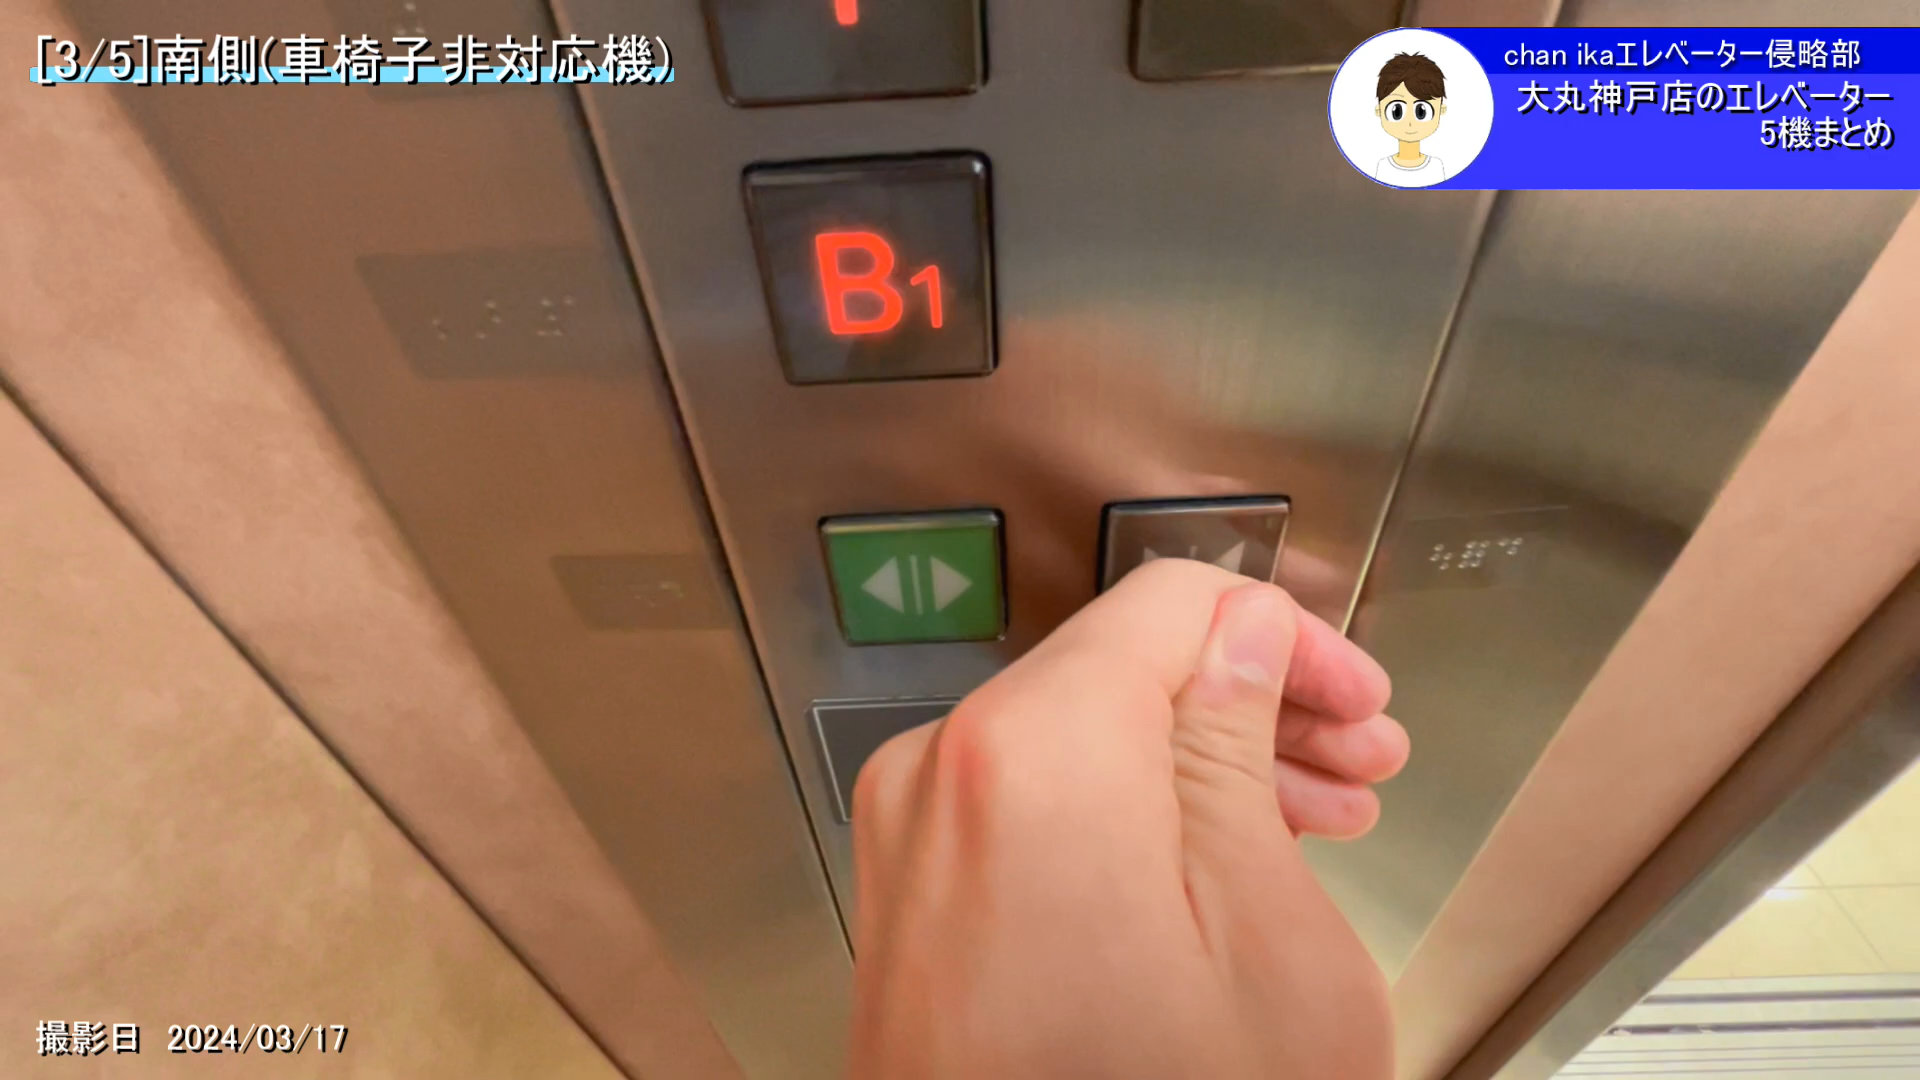 [3/5]南側(車椅子非対応機)
chan ikaエレベーター侵略部
大丸神戸店のエレベーター
5機まとめ
B1
撮影日 2024/03/17